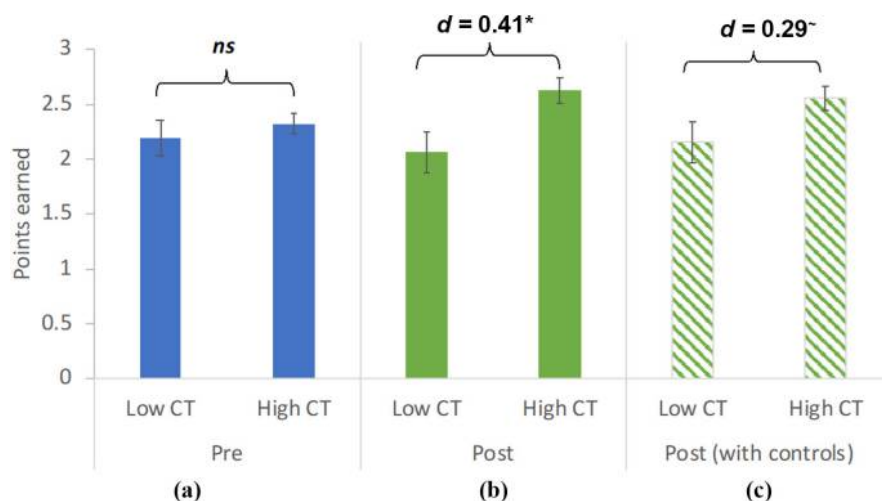 ns
d = 0.41*
d = 0.29~
Points earned
3
2.5
2
1.5
1
0.5
0
Low CT
High CT
Low CT
High CT
Low CT
High CT
Pre
Post
Post (with controls)
(a)
(b)
(c)